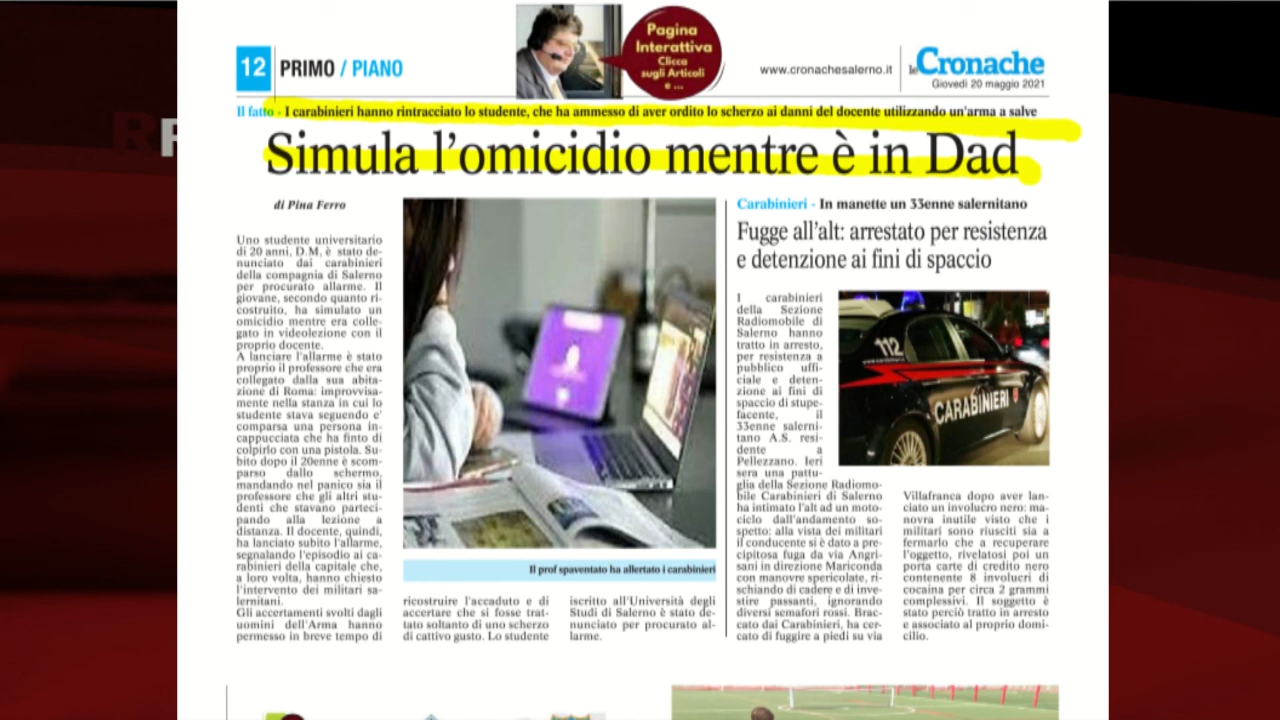 12 PRIMO / PIANO
Pagina
Interattiva
Clicca
sugli Articoli
e ...
www.cronachesalerno.it
le Cronache
Giovedì 20 maggio 2021
Il fatto - I carabinieri hanno rintracciato lo studente, che ha ammesso di aver ordito lo scherzo ai danni del docente utilizzando un'arma a salve
Simula l'omicidio mentre è in Dad
di Pina Ferro
Uno studente universitario
di 20 anni, D.M, è stato de-
nunciato dai carabinieri
della compagnia di Salerno
per procurato allarme. Il
giovane, secondo quanto ri-
costruito, ha simulato un
omicidio mentre era colle-
gato in videolezione con il
proprio docente.
A lanciare l'allarme è stato
proprio il professore che era
collegato dalla sua abita-
zione di Roma: improvvisa-
mente nella stanza in cui lo
studente stava seguendo e'
comparsa una persona in-
cappucciata che ha finto di
colpirlo con una pistola. Su-
bito dopo il 20enne è scom-
parso dallo schermo,
mandando nel panico sia il
professore che gli altri stu-
denti che stavano parteci-
pando alla lezione a
distanza. Il docente, quindi,
ha lanciato subito l'allarme,
segnalando l'episodio ai ca-
rabinieri della capitale che,
a loro volta, hanno chiesto
l'intervento dei militari sa-
lernitani.
Gli accertamenti svolti dagli
uomini dell'Arma hanno
permesso in breve tempo di
Il prof spaventato ha allertato i carabinieri
ricostruire l'accaduto e di
accertare che si fosse trat-
tato soltanto di uno scherzo
di cattivo gusto. Lo studente
iscritto all'Università degli
Studi di Salerno è stato de-
nunciato per procurato al-
larme.
Carabinieri - In manette un 33enne salernitano
Fugge all'alt: arrestato per resistenza
e detenzione ai fini di spaccio
I carabinieri
della Sezione
Radiomobile di
Salerno hanno
tratto in arresto,
per resistenza a
pubblico uffi-
ciale e deten-
zione ai fini di
spaccio di stupe-
facente, il
33enne salerni-
tano A.S. resi-
dente a
Pellezzano. Ieri
sera una pattu-
glia della Sezione Radiomo-
bile Carabinieri di Salerno
ha intimato l'alt ad un moto-
ciclo dall'andamento so-
spetto: alla vista dei militari
il conducente si è dato a pre-
cipitosa fuga da via Angri-
sani in direzione Mariconda
con manovre spericolate, ri-
schiando di cadere e di inve-
stire passanti, ignorando
diversi semafori rossi. Brac-
cato dai Carabinieri, ha cer-
cato di fuggire a piedi su via
112
CARABINIERI
Villafranca dopo aver lan-
ciato un involucro nero: ma-
novra inutile visto che i
militari sono riusciti sia a
fermarlo che a recuperare
l'oggetto, rivelatosi poi un
porta carte di credito nero
contenente 8 involucri di
cocaina per circa 2 grammi
complessivi. Il soggetto è
stato perciò tratto in arresto
e associato al proprio domi-
cilio.